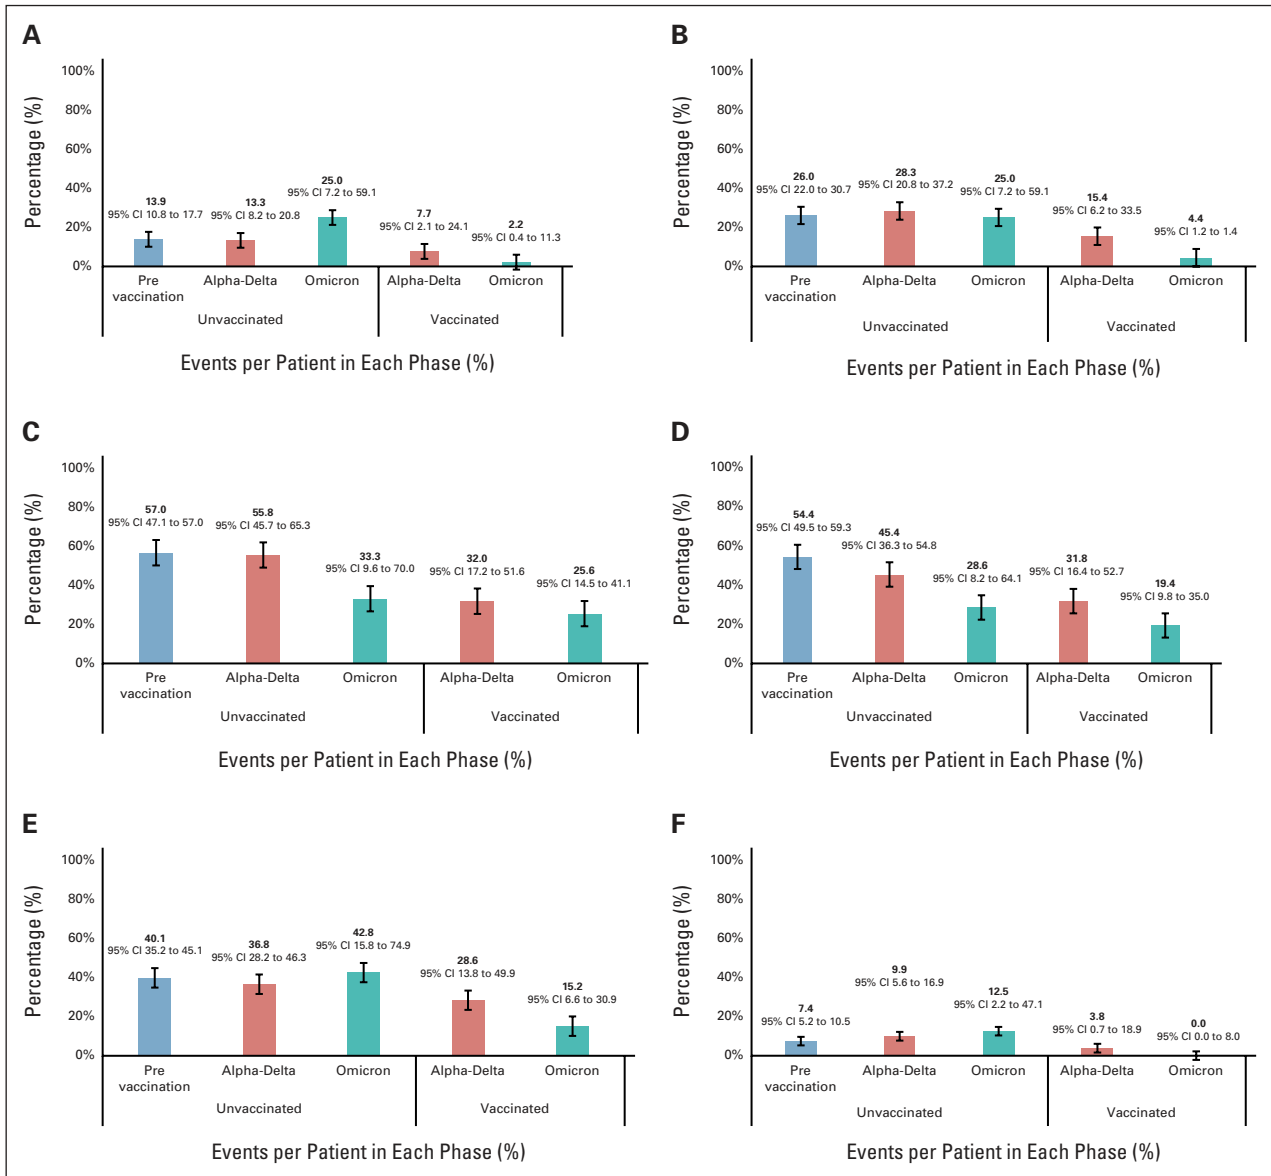 A
Percentage (%)
100%
80%
60%
40%
20%
0%
13.9
95% CI 10.8 to 17.7
13.3
95% CI 8.2 to 20.8
25.0
95% CI 7.2 to 59.1
7.7
95% CI 2.1 to 24.1
2.2
95% CI 0.4 to 11.3
Pre
vaccination
Alpha-Delta
Omicron
Alpha-Delta
Omicron
Unvaccinated
Vaccinated
Events per Patient in Each Phase (%)
B
Percentage (%)
100%
80%
60%
40%
20%
0%
26.0
95% CI 22.0 to 30.7
28.3
95% CI 20.8 to 37.2
25.0
95% CI 7.2 to 59.1
15.4
95% CI 6.2 to 33.5
4.4
95% CI 1.2 to 1.4
Pre
vaccination
Alpha-Delta
Omicron
Alpha-Delta
Omicron
Unvaccinated
Vaccinated
Events per Patient in Each Phase (%)
C
Percentage (%)
100%
80%
60%
40%
20%
0%
57.0
95% CI 47.1 to 57.0
55.8
95% CI 45.7 to 65.3
33.3
95% CI 9.6 to 70.0
32.0
95% CI 17.2 to 51.6
25.6
95% CI 14.5 to 41.1
Pre
vaccination
Alpha-Delta
Omicron
Alpha-Delta
Omicron
Unvaccinated
Vaccinated
Events per Patient in Each Phase (%)
D
Percentage (%)
100%
80%
60%
40%
20%
0%
54.4
95% CI 49.5 to 59.3
45.4
95% CI 36.3 to 54.8
28.6
95% CI 8.2 to 64.1
31.8
95% CI 16.4 to 52.7
19.4
95% CI 9.8 to 35.0
Pre
vaccination
Alpha-Delta
Omicron
Alpha-Delta
Omicron
Unvaccinated
Vaccinated
Events per Patient in Each Phase (%)
E
Percentage (%)
100%
80%
60%
40%
20%
0%
40.1
95% CI 35.2 to 45.1
36.8
95% CI 28.2 to 46.3
42.8
95% CI 15.8 to 74.9
28.6
95% CI 13.8 to 49.9
15.2
95% CI 6.6 to 30.9
Pre
vaccination
Alpha-Delta
Omicron
Alpha-Delta
Omicron
Unvaccinated
Vaccinated
Events per Patient in Each Phase (%)
F
Percentage (%)
100%
80%
60%
40%
20%
0%
7.4
95% CI 5.2 to 10.5
9.9
95% CI 5.6 to 16.9
12.5
95% CI 2.2 to 47.1
3.8
95% CI 0.7 to 18.9
0.0
95% CI 0.0 to 8.0
Pre
vaccination
Alpha-Delta
Omicron
Alpha-Delta
Omicron
Unvaccinated
Vaccinated
Events per Patient in Each Phase (%)